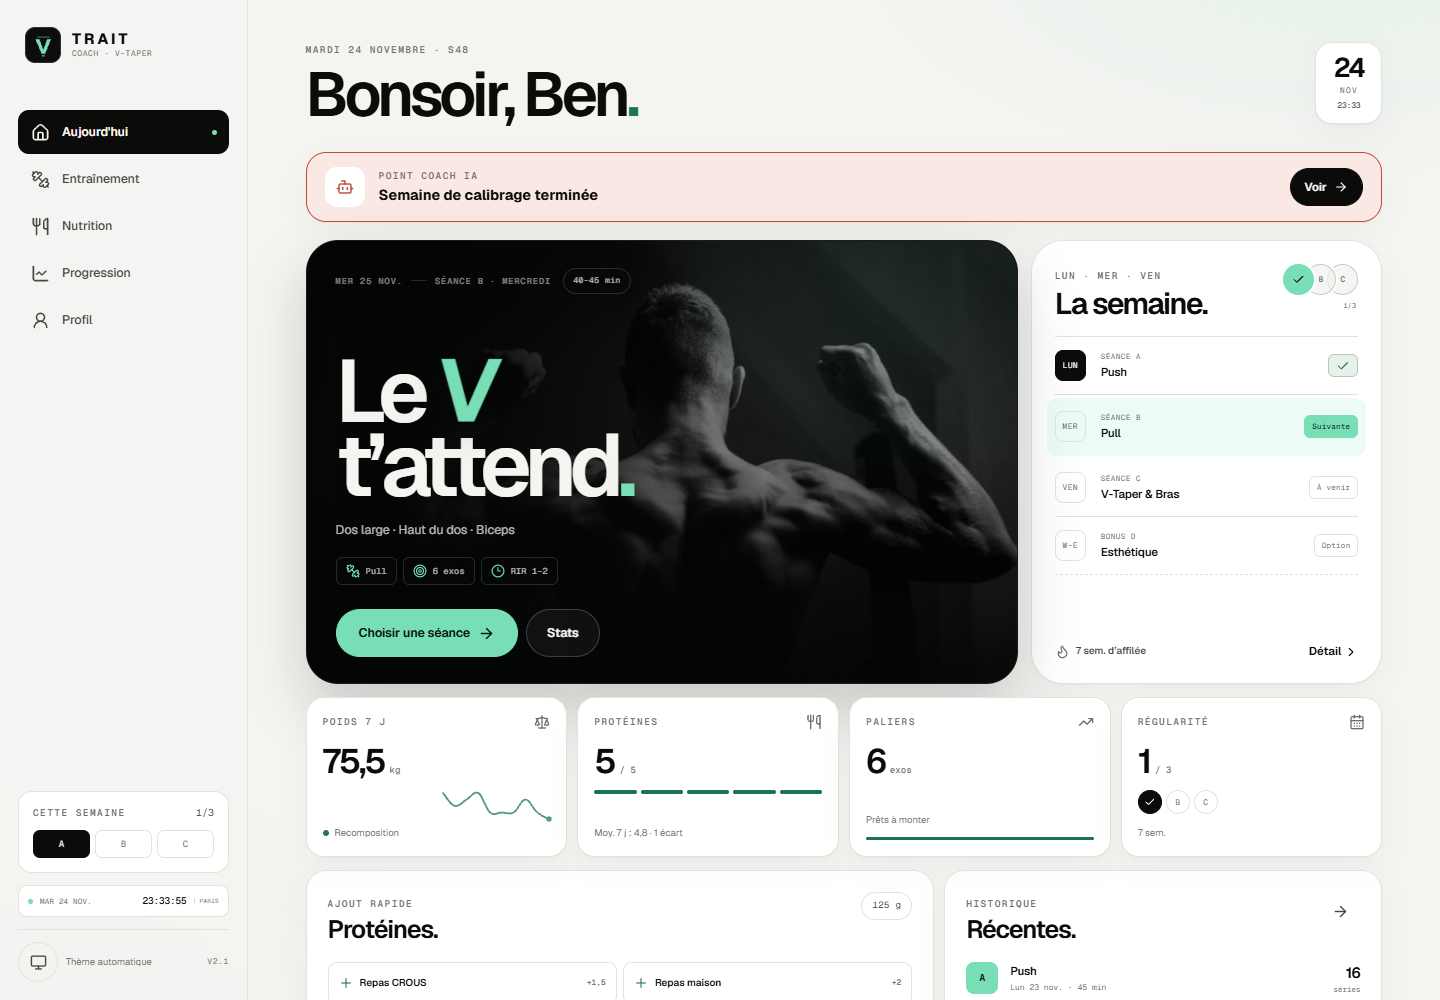 TRAIT
COACH · V-TAPER
Aujourd'hui
Entraînement
Nutrition
Progression
Profil
CETTE SEMAINE 1/3
A B C
MAR 24 NOV. 23:33:55 PARIS
Thème automatique V2.1
MARDI 24 NOVEMBRE · S48
Bonsoir, Ben.
24
NOV
23:33
POINT COACH IA
Semaine de calibrage terminée
Voir
MER 25 NOV. — SÉANCE B · MERCREDI 40–45 min
Le V
t’attend.
Dos large · Haut du dos · Biceps
Pull 6 exos RIR 1–2
Choisir une séance Stats
LUN · MER · VEN
La semaine.
B C
1/3
LUN SÉANCE A
Push
MER SÉANCE B
Pull
Suivante
VEN SÉANCE C
V-Taper & Bras
À venir
W-E BONUS D
Esthétique
Option
7 sem. d’affilée Détail
POIDS 7 J
75,5 kg
Recomposition
PROTÉINES
5 / 5
Moy. 7 j : 4,8 · 1 écart
PALIERS
6 exos
Prêts à monter
RÉGULARITÉ
1 / 3
B C
7 sem.
AJOUT RAPIDE
Protéines.
125 g
Repas CROUS +1,5
Repas maison +2
HISTORIQUE
Récentes.
A Push 16
Lun 23 nov. · 45 min séries